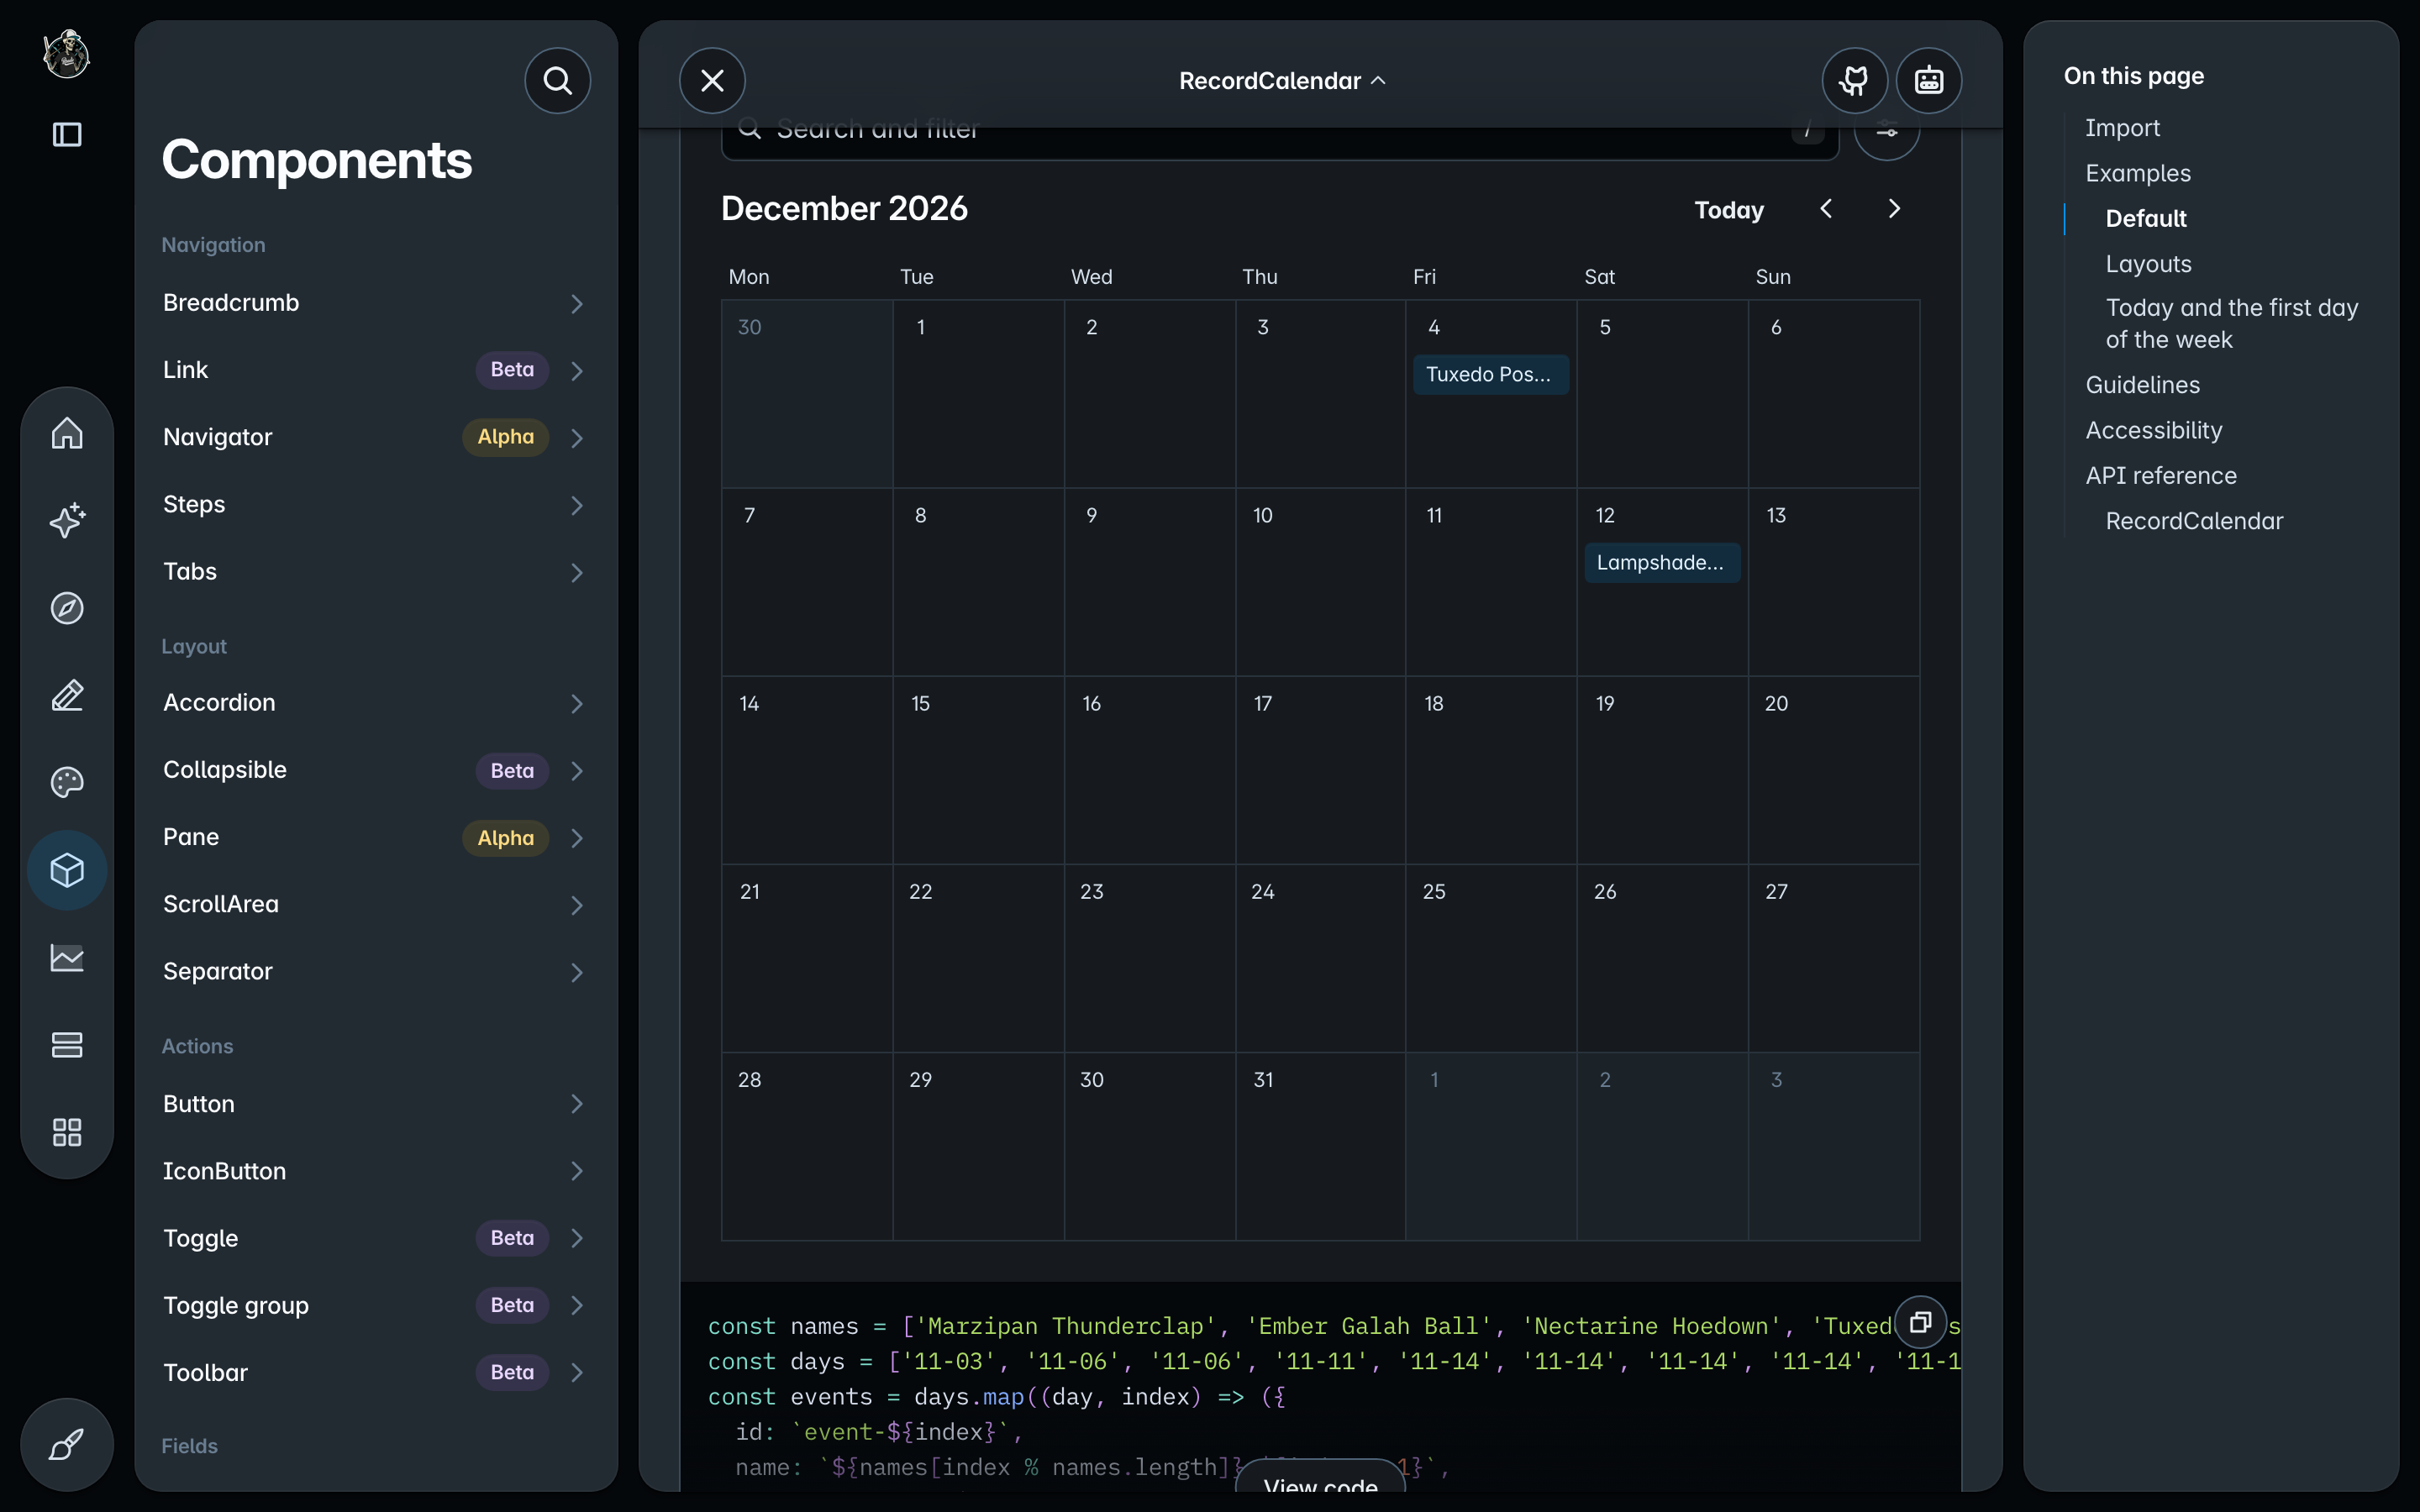 Components
Navigation
Breadcrumb
Link Beta
Navigator Alpha
Steps
Tabs
Layout
Accordion
Collapsible Beta
Pane Alpha
ScrollArea
Separator
Actions
Button
IconButton
Toggle Beta
Toggle group Beta
Toolbar Beta
Fields
RecordCalendar
Search and filter /
December 2026
Today
Mon Tue Wed Thu Fri Sat Sun
30 1 2 3 4 5 6
Tuxedo Pos...
7 8 9 10 11 12 13
Lampshade...
14 15 16 17 18 19 20
21 22 23 24 25 26 27
28 29 30 31 1 2 3
const names = ['Marzipan Thunderclap', 'Ember Galah Ball', 'Nectarine Hoedown', 'Tuxed
const days = ['11-03', '11-06', '11-06', '11-11', '11-14', '11-14', '11-14', '11-14', '11-1
const events = days.map((day, index) => ({
id: `event-${index}`,
name: `${names[index % names.length]} 1}`,
View code
On this page
Import
Examples
Default
Layouts
Today and the first day
of the week
Guidelines
Accessibility
API reference
RecordCalendar